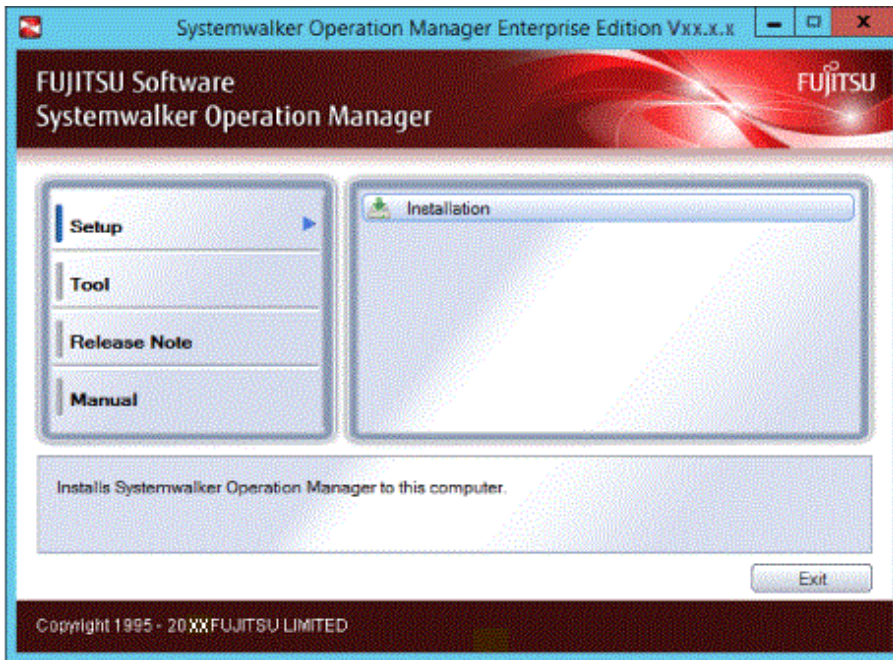 Systemwalker Operation Manager Enterprise Edition Vxx.x.x
FUJITSU Software
Systemwalker Operation Manager
FUJITSU
Setup
Tool
Release Note
Manual
Installation
Installs Systemwalker Operation Manager to this computer.
Exit
Copyright 1995 - 20XX FUJITSU LIMITED